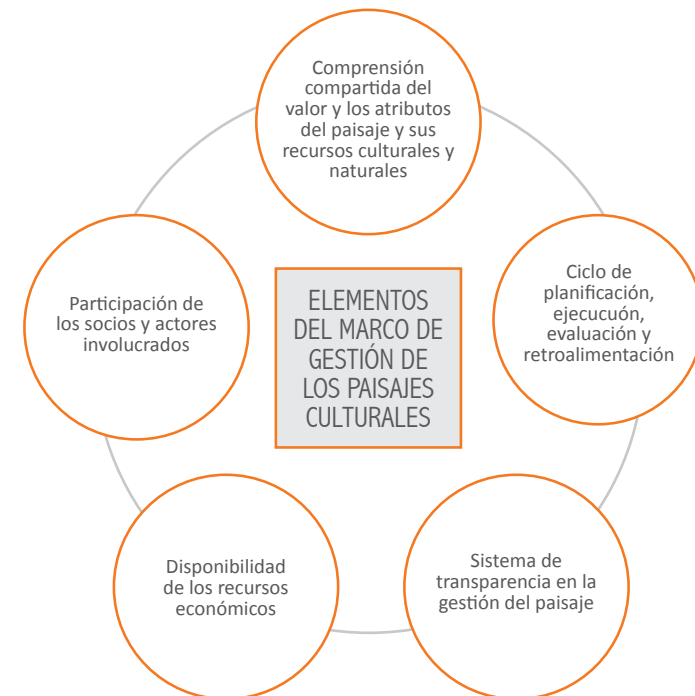 Comprensión
compartida del
valor y los atributos
del paisaje y sus
recursos culturales y
naturales
Ciclo de
planificación,
ejecucuón,
evaluación y
retroalimentación
Sistema de
transparencia en la
gestión del paisaje
Disponibilidad
de los recursos
económicos
Participación de
los socios y actores
involucrados
ELEMENTOS
DEL MARCO DE
GESTIÓN DE
LOS PAISAJES
CULTURALES